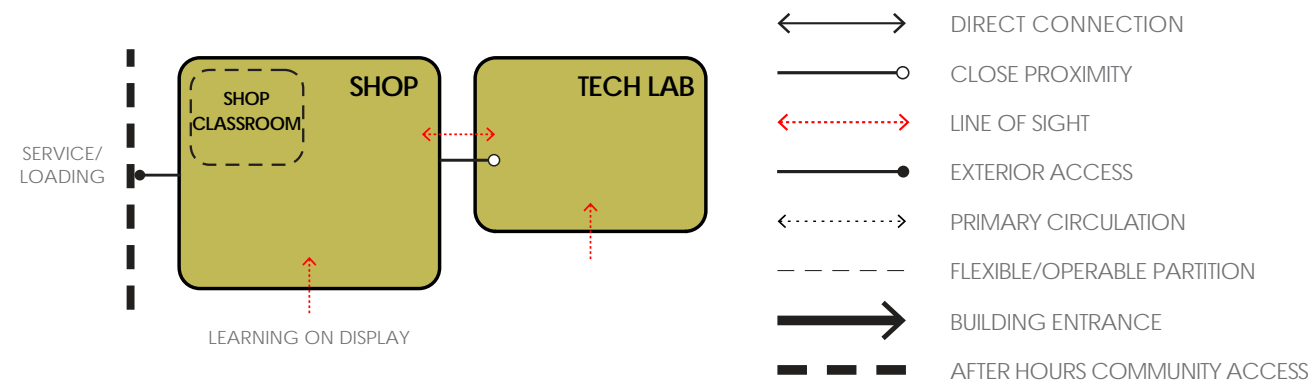 SHOP
CLASSROOM
SHOP
TECH LAB
SERVICE/
LOADING
LEARNING ON DISPLAY
DIRECT CONNECTION
CLOSE PROXIMITY
LINE OF SIGHT
EXTERIOR ACCESS
PRIMARY CIRCULATION
FLEXIBLE/OPERABLE PARTITION
BUILDING ENTRANCE
AFTER HOURS COMMUNITY ACCESS